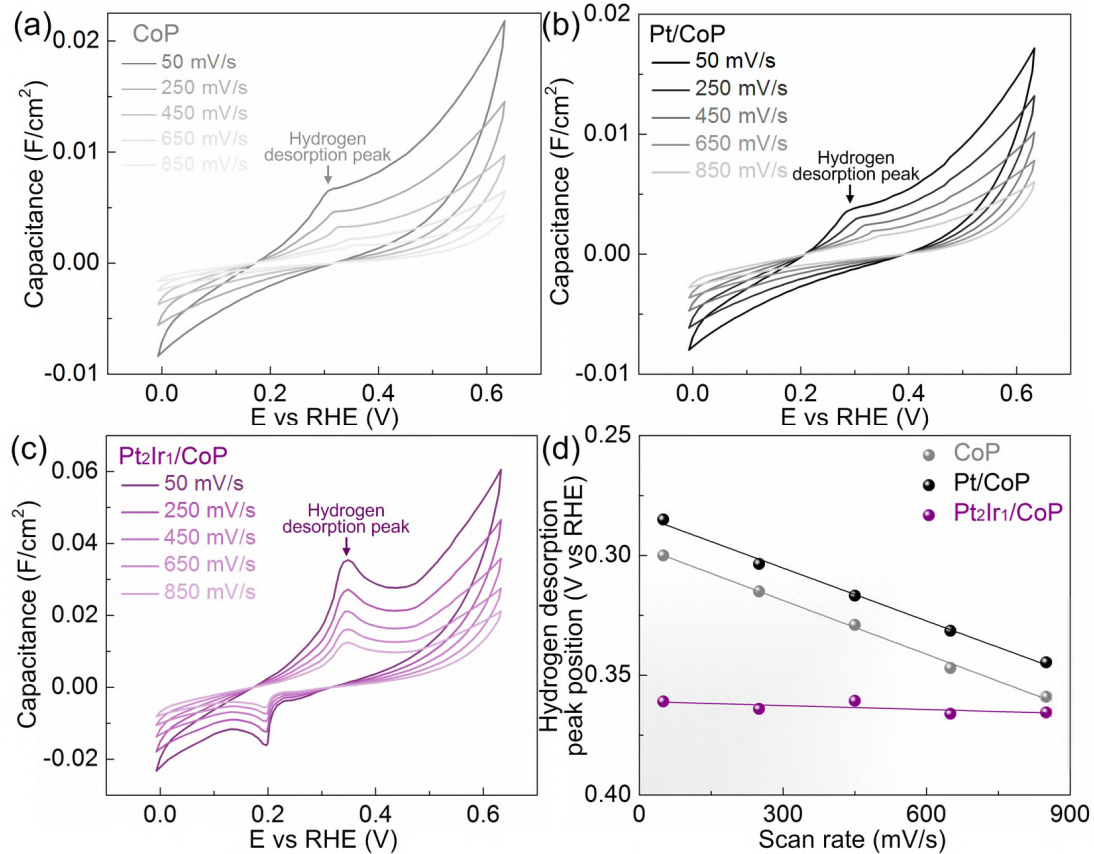 (a)
CoP
50 mV/s
250 mV/s
450 mV/s
650 mV/s
850 mV/s
Hydrogen
desorption peak
0.02
0.01
0.00
-0.01
Capacitance (F/cm²)
0.0
0.2
0.4
0.6
E vs RHE (V)
(b)
Pt/CoP
50 mV/s
250 mV/s
450 mV/s
650 mV/s
850 mV/s
Hydrogen
desorption peak
0.02
0.01
0.00
-0.01
Capacitance (F/cm²)
0.0
0.2
0.4
0.6
E vs RHE (V)
(c)
Pt₂Ir₁/CoP
50 mV/s
250 mV/s
450 mV/s
650 mV/s
850 mV/s
Hydrogen
desorption peak
0.06
0.04
0.02
0.00
-0.02
Capacitance (F/cm²)
0.0
0.2
0.4
0.6
E vs RHE (V)
(d)
CoP
Pt/CoP
Pt₂Ir₁/CoP
0.25
0.30
0.35
0.40
Hydrogen desorption
peak position (V vs RHE)
0
300
600
900
Scan rate (mV/s)